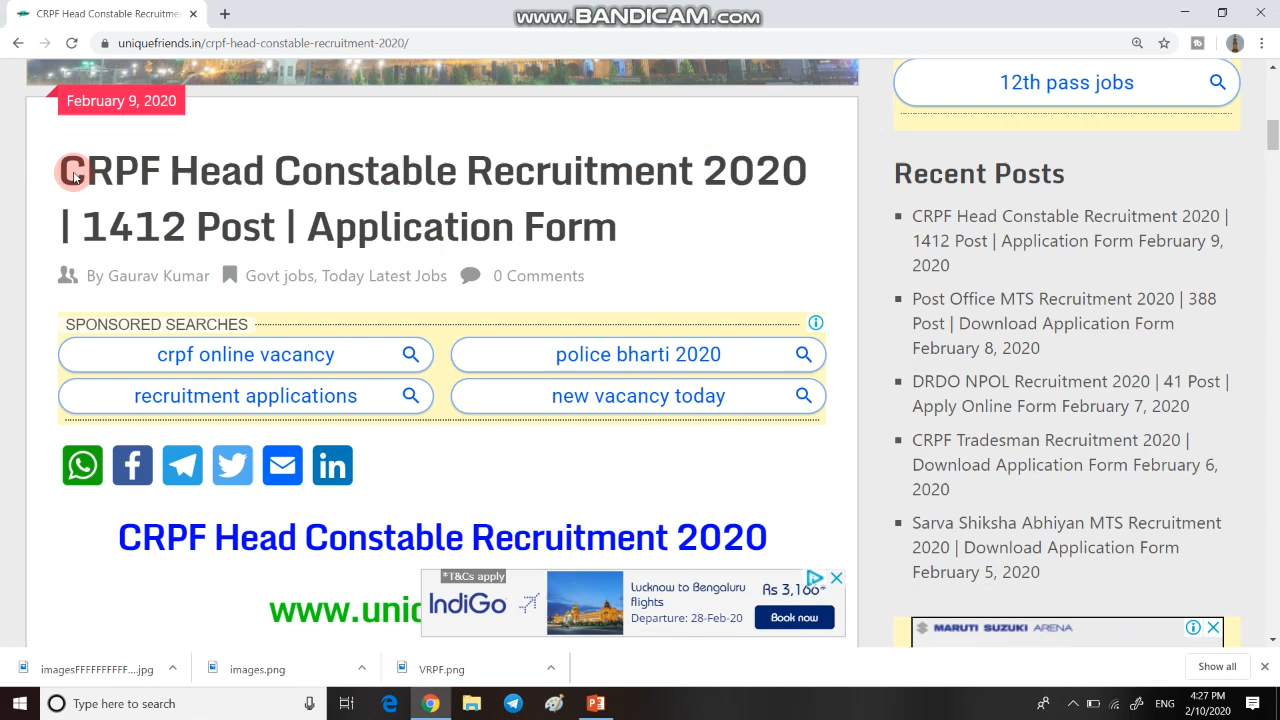 CRPF Head Constable Recruitme
www.BANDICAM.com
uniquefriends.in/crpf-head-constable-recruitment-2020/
February 9, 2020
CRPF Head Constable Recruitment 2020
| 1412 Post | Application Form
By Gaurav Kumar Govt jobs, Today Latest Jobs 0 Comments
SPONSORED SEARCHES
crpf online vacancy
police bharti 2020
recruitment applications
new vacancy today
CRPF Head Constable Recruitment 2020
www.uniq
*T&Cs apply
IndiGo
Lucknow to Bengaluru
flights
Departure: 28-Feb-20
Rs 3,166*
Book now
12th pass jobs
Recent Posts
CRPF Head Constable Recruitment 2020 |
1412 Post | Application Form February 9,
2020
Post Office MTS Recruitment 2020 | 388
Post | Download Application Form
February 8, 2020
DRDO NPOL Recruitment 2020 | 41 Post |
Apply Online Form February 7, 2020
CRPF Tradesman Recruitment 2020 |
Download Application Form February 6,
2020
Sarva Shiksha Abhiyan MTS Recruitment
2020 | Download Application Form
February 5, 2020
MARUTI SUZUKI ARENA
imagesFFFFFFFFFF....jpg
images.png
VRPF.png
Show all
Type here to search
ENG
4:27 PM
2/10/2020